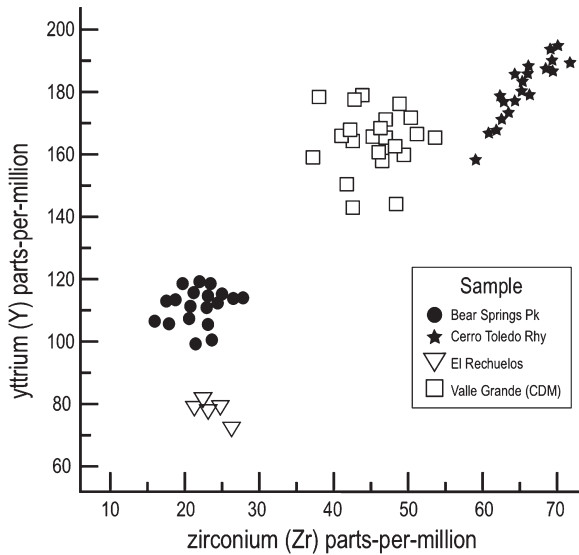 200
180
160
140
120
100
80
60
yttrium (Y) parts-per-million
10
20
30
40
50
60
70
zirconium (Zr) parts-per-million
Sample
Bear Springs Pk
Cerro Toledo Rhy
El Rechuelos
Valle Grande (CDM)